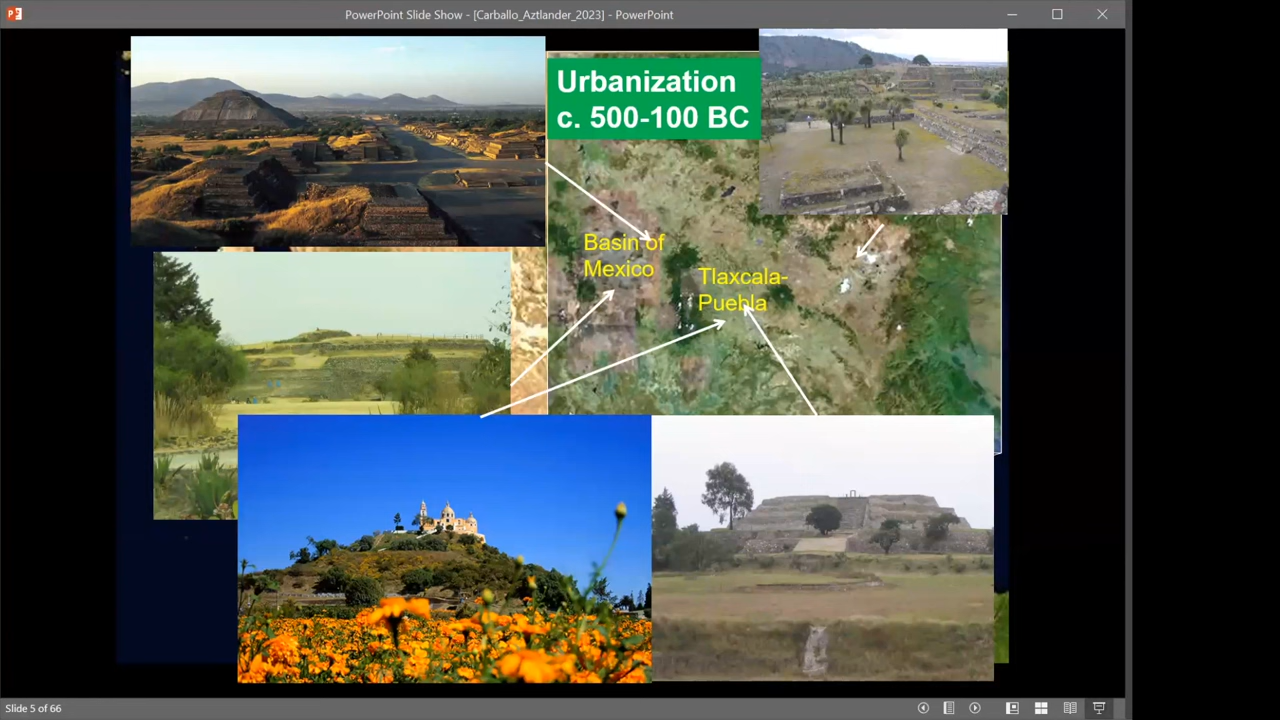 PowerPoint Slide Show - [Carballo_Aztlander_2023] - PowerPoint
Urbanization
c. 500-100 BC
Basin of
Mexico
Tlaxcala-
Puebla
Slide 5 of 66